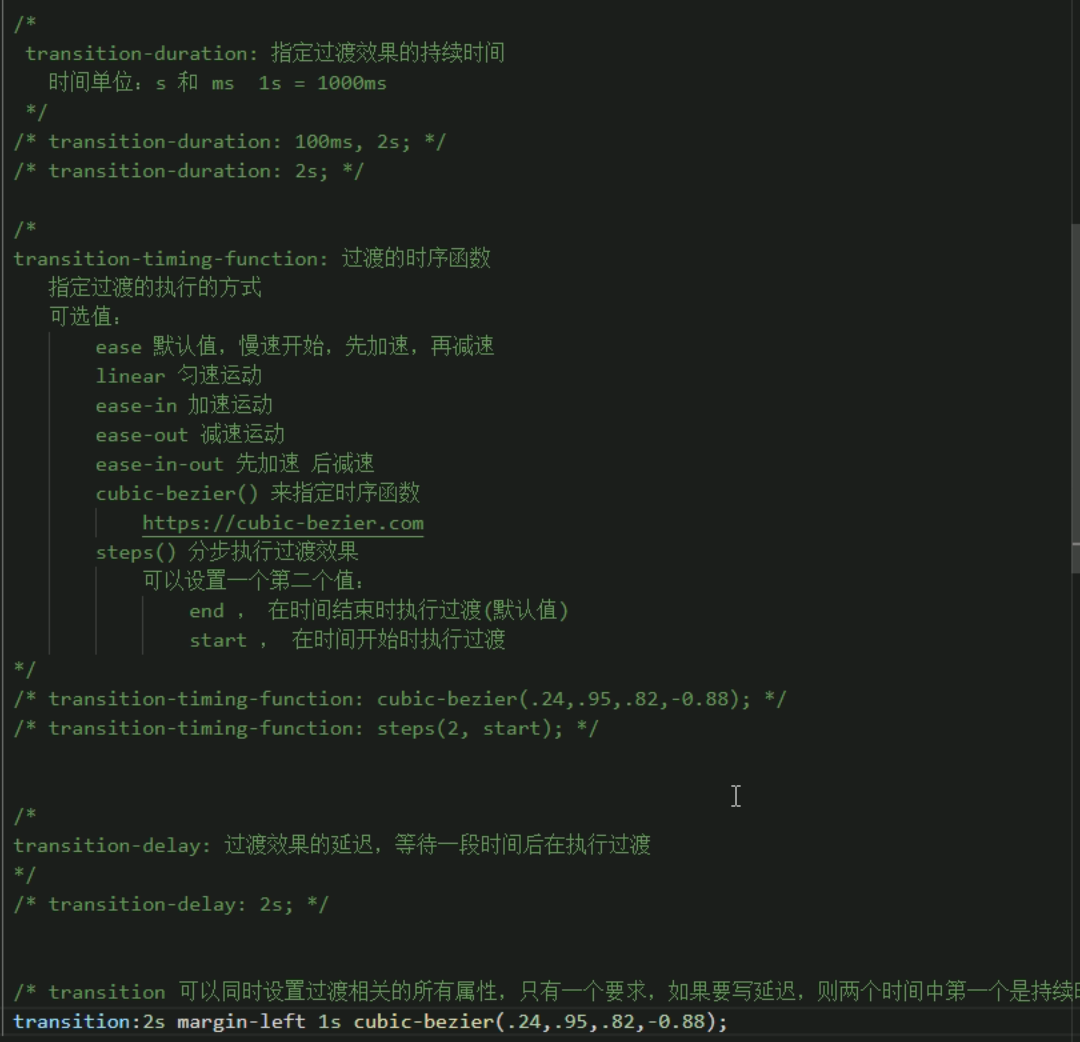 /*
transition-duration: 指定过渡效果的持续时间
时间单位：s 和 ms  1s = 1000ms
*/
/* transition-duration: 100ms, 2s; */
/* transition-duration: 2s; */
/*
transition-timing-function: 过渡的时序函数
指定过渡的执行的方式
可选值：
ease 默认值，慢速开始，先加速，再减速
linear 匀速运动
ease-in 加速运动
ease-out 减速运动
ease-in-out 先加速 后减速
cubic-bezier() 来指定时序函数
https://cubic-bezier.com
steps() 分步执行过渡效果
可以设置一个第二个值：
end ， 在时间结束时执行过渡(默认值)
start ， 在时间开始时执行过渡
*/
/* transition-timing-function: cubic-bezier(.24,.95,.82,-0.88); */
/* transition-timing-function: steps(2, start); */
/*
transition-delay: 过渡效果的延迟，等待一段时间后在执行过渡
*/
/* transition-delay: 2s; */
/* transition 可以同时设置过渡相关的所有属性，只有一个要求，如果要写延迟，则两个时间中第一个是持续
transition:2s margin-left 1s cubic-bezier(.24,.95,.82,-0.88);